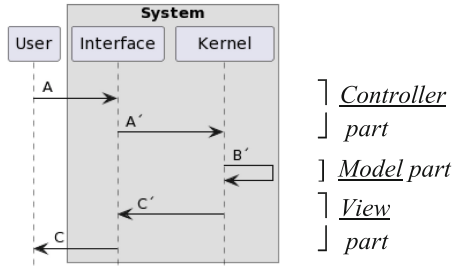 System
User Interface Kernel
A
] Controller
A´
] part
B´
] Model part
C´
] View
C
] part